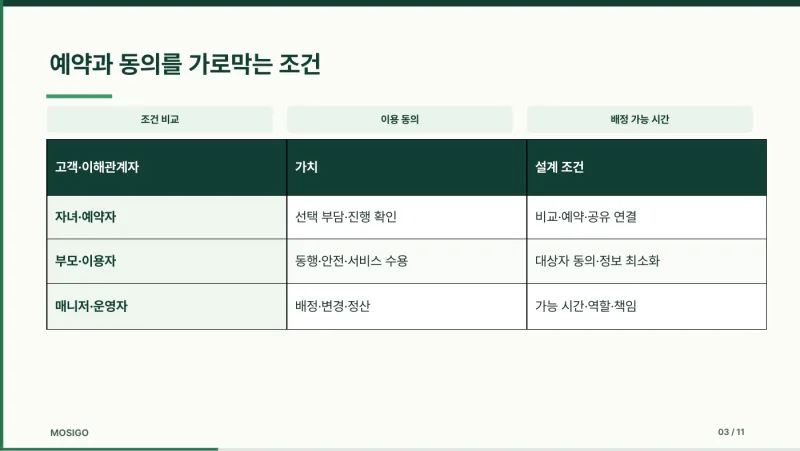 예약과 동의를 가로막는 조건
조건 비교
이용 동의
배정 가능 시간
고객·이해관계자 가치 설계 조건
자녀·예약자 선택 부담·진행 확인 비교·예약·공유 연결
부모·이용자 동행·안전·서비스 수용 대상자 동의·정보 최소화
매니저·운영자 배정·변경·정산 가능 시간·역할·책임
MOSIGO
03 / 11